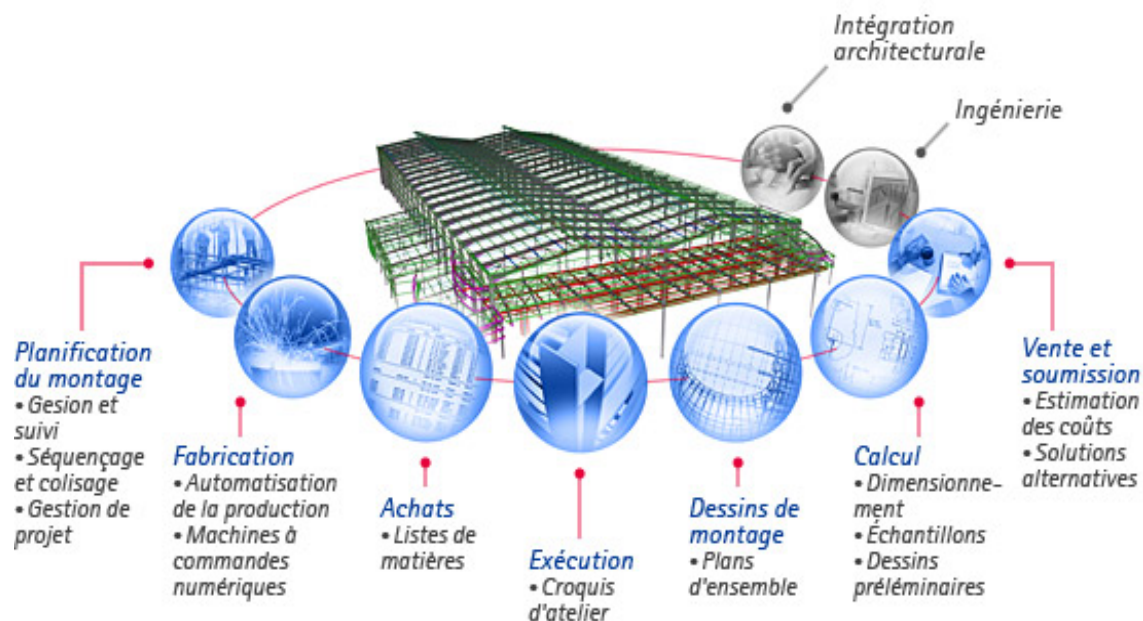 Intégration
architecturale
Ingénierie
Planification
du montage
• Gesion et
suivi
• Séquençage
et colisage
• Gestion de
projet
Fabrication
• Automatisation
de la production
• Machines à
commandes
numériques
Achats
• Listes de
matières
Exécution
• Croquis
d'atelier
Dessins de
montage
• Plans
d'ensemble
Calcul
• Dimensionne-
ment
• Échantillons
• Dessins
préléminaires
Vente et
soumission
• Estimation
des coûts
• Solutions
alternatives